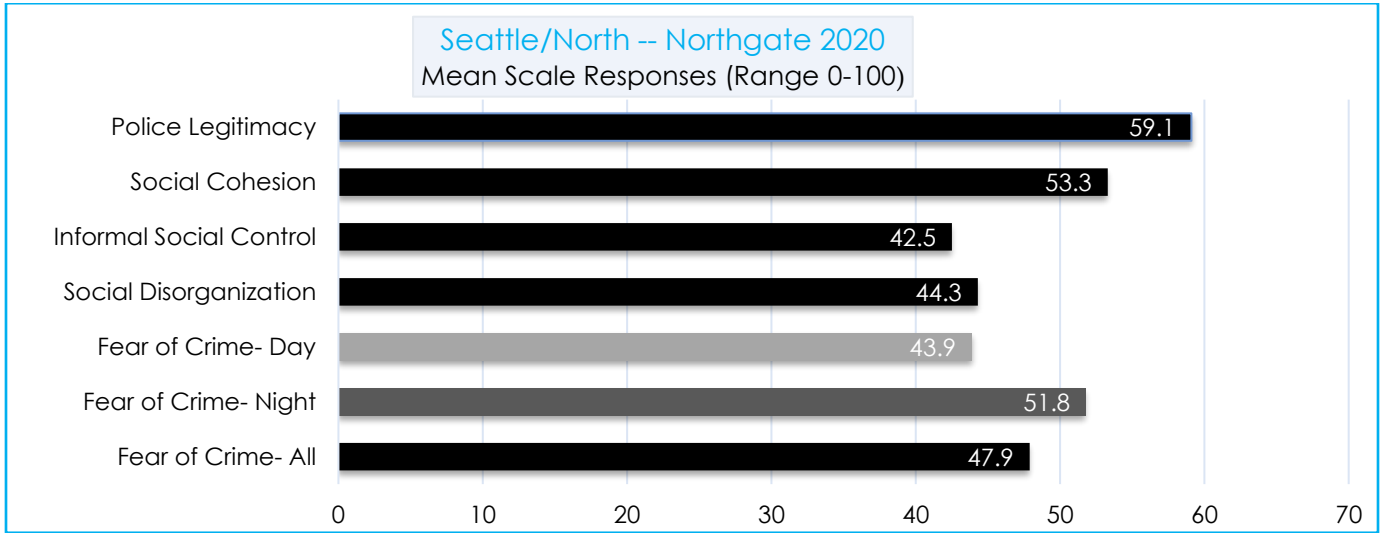 Seattle/North -- Northgate 2020
Mean Scale Responses (Range 0-100)
Police Legitimacy 59.1
Social Cohesion 53.3
Informal Social Control 42.5
Social Disorganization 44.3
Fear of Crime- Day 43.9
Fear of Crime- Night 51.8
Fear of Crime- All 47.9
0 10 20 30 40 50 60 70